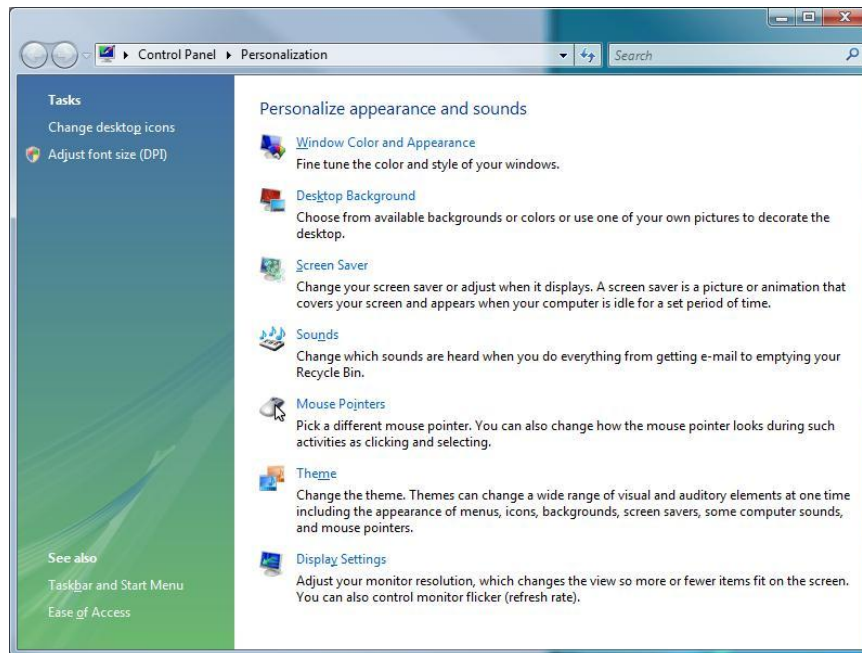 Control Panel Personalization
Search
Tasks
Change desktop icons
Adjust font size (DPI)
See also
Taskbar and Start Menu
Ease of Access
Personalize appearance and sounds
Window Color and Appearance
Fine tune the color and style of your windows.
Desktop Background
Choose from available backgrounds or colors or use one of your own pictures to decorate the
desktop.
Screen Saver
Change your screen saver or adjust when it displays. A screen saver is a picture or animation that
covers your screen and appears when your computer is idle for a set period of time.
Sounds
Change which sounds are heard when you do everything from getting e-mail to emptying your
Recycle Bin.
Mouse Pointers
Pick a different mouse pointer. You can also change how the mouse pointer looks during such
activities as clicking and selecting.
Theme
Change the theme. Themes can change a wide range of visual and auditory elements at one time
including the appearance of menus, icons, backgrounds, screen savers, some computer sounds,
and mouse pointers.
Display Settings
Adjust your monitor resolution, which changes the view so more or fewer items fit on the screen.
You can also control monitor flicker (refresh rate).